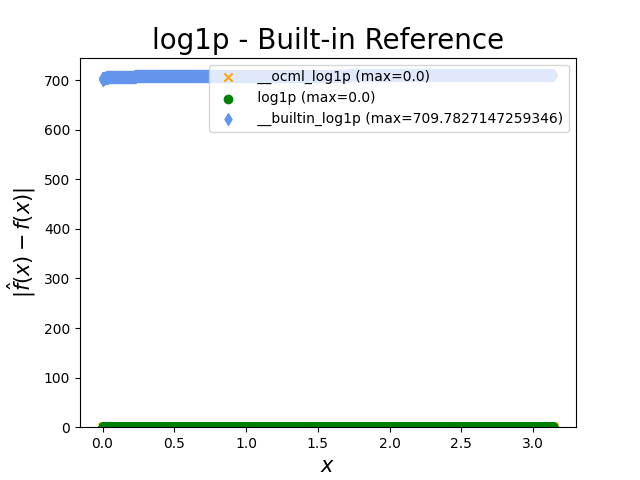 log1p - Built-in Reference
700
600
500
400
300
200
100
0
|f̂(x) − f(x)|
__ocml_log1p (max=0.0)
log1p (max=0.0)
__builtin_log1p (max=709.7827147259346)
0.0 0.5 1.0 1.5 2.0 2.5 3.0
x